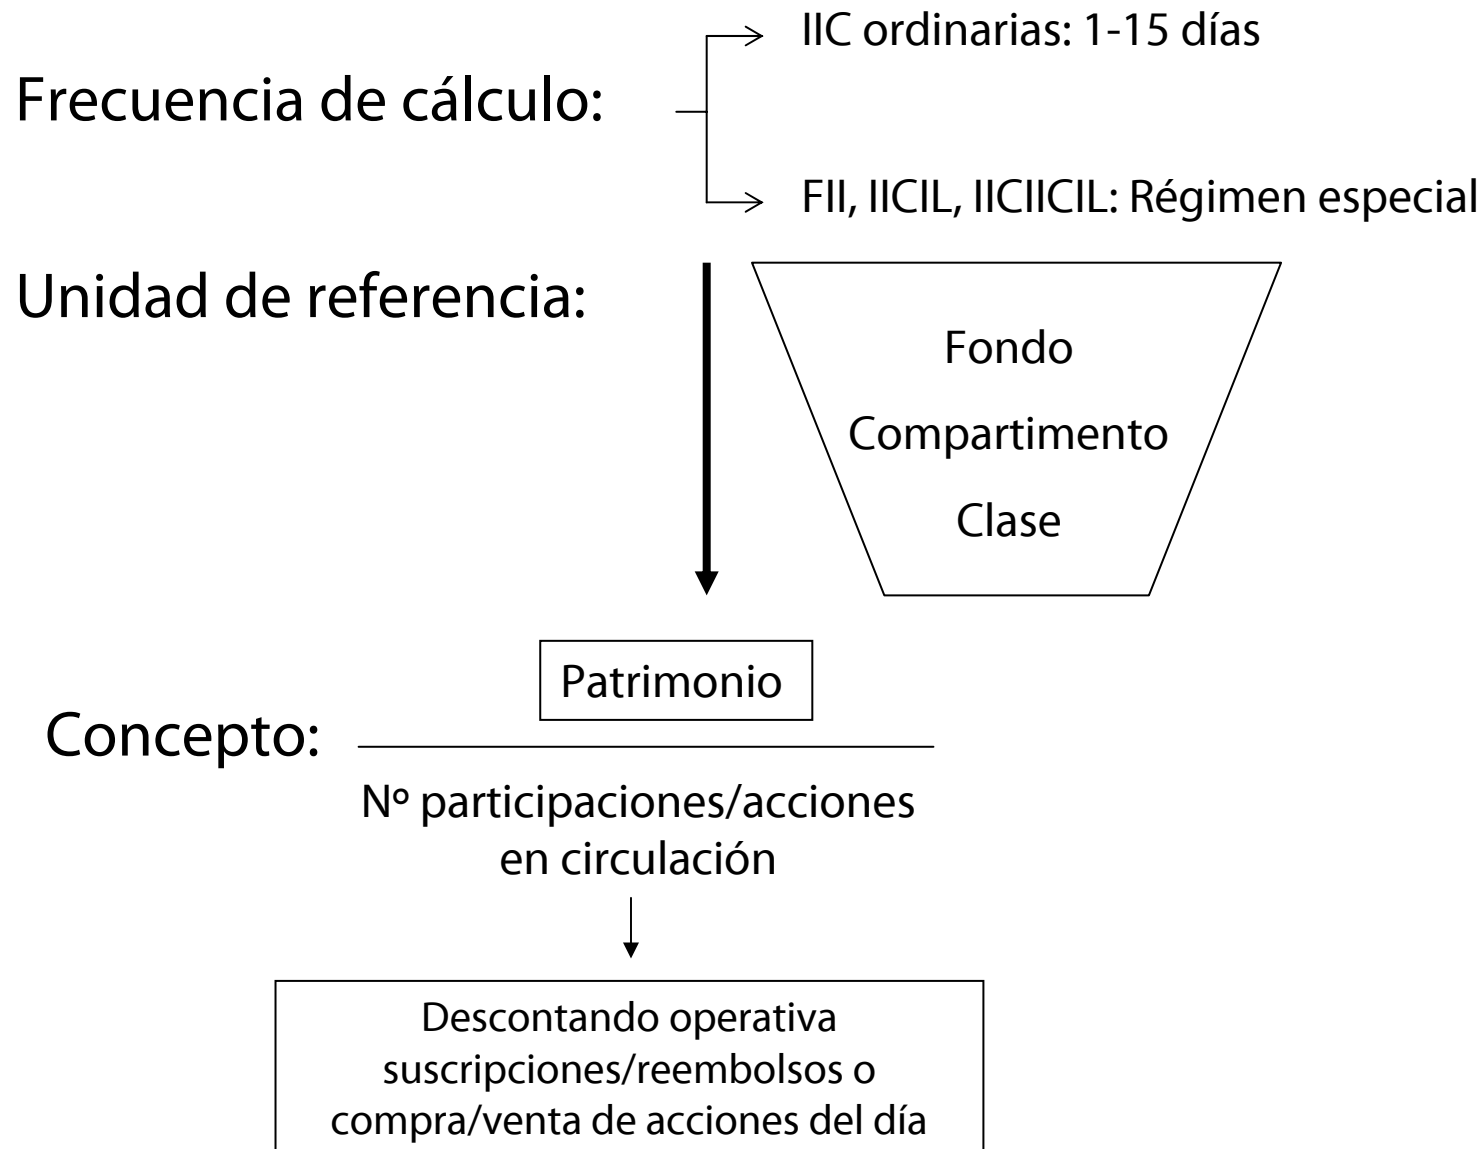 IIC ordinarias: 1-15 días
Frecuencia de cálculo:
FII, IICIL, IICIICIL: Régimen especial
Unidad de referencia:
Fondo
Compartimento
Clase
Patrimonio
Concepto:
Nº participaciones/acciones
en circulación
Descontando operativa
suscripciones/reembolsos o
compra/venta de acciones del día